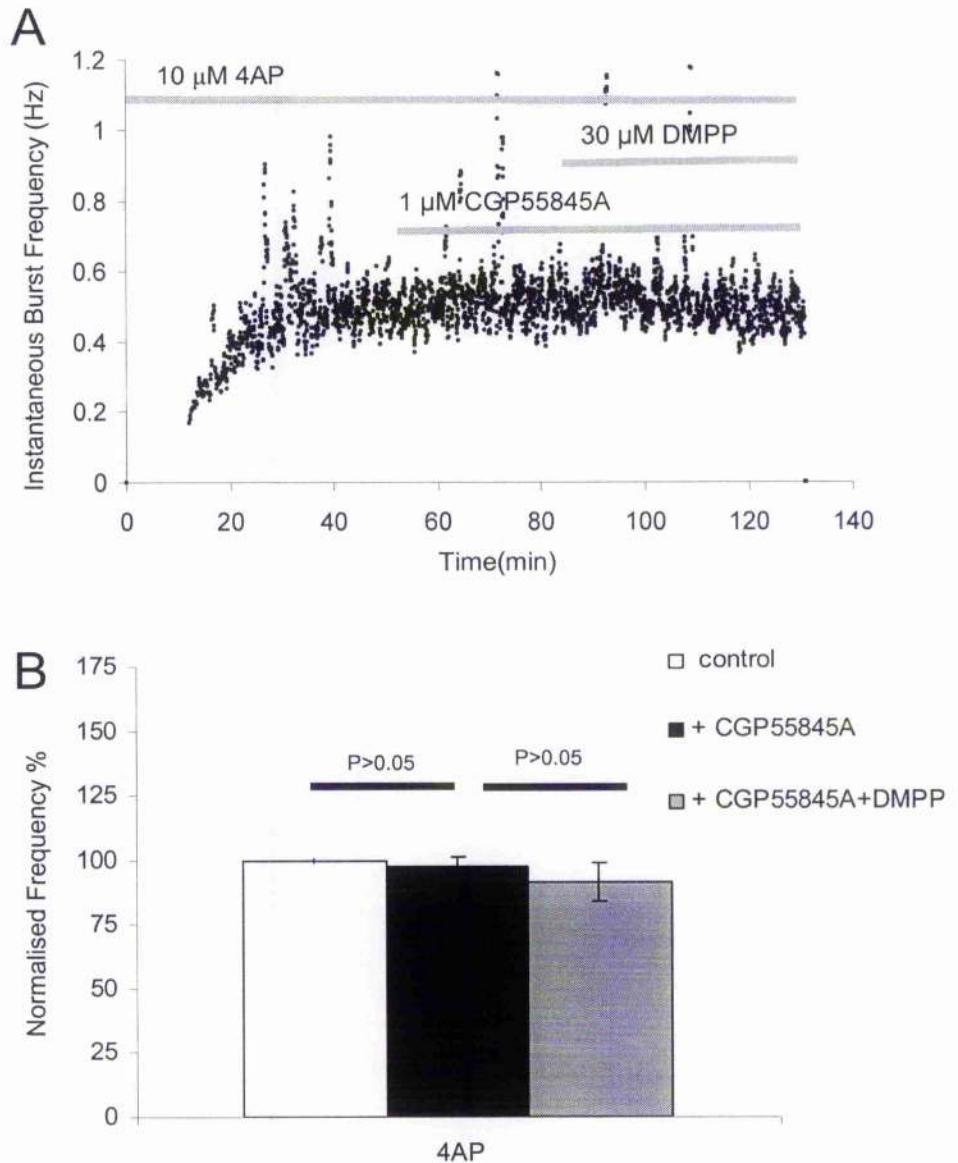 A
Instantaneous Burst Frequency (Hz)
1.2
1
0.8
0.6
0.4
0.2
0
10 µM 4AP
30 µM DMPP
1 µM CGP55845A
0 20 40 60 80 100 120 140
Time(min)
B
Normalised Frequency %
175
150
125
100
75
50
25
0
P>0.05 P>0.05
control
+ CGP55845A
+ CGP55845A+DMPP
4AP